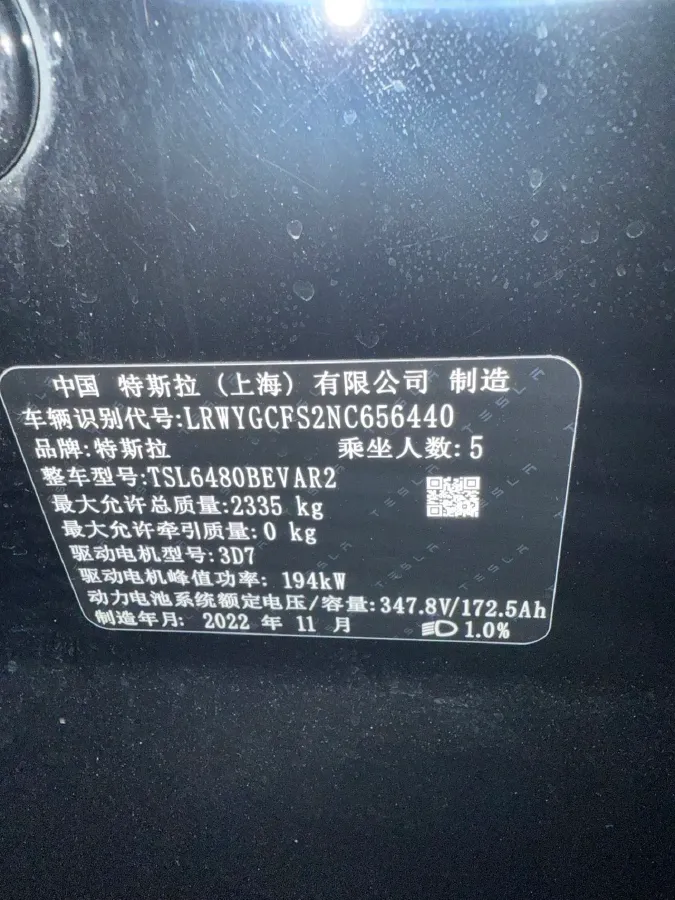 中国 特斯拉 (上海) 有限公司 制造
车辆识别代号:LRWYGCFS2NC656440
品牌:特斯拉 乘坐人数:5
整车型号:TSL6480BEVAR2
最大允许总质量:2335 kg
最大允许牵引质量:0 kg
驱动电机型号:3D7
驱动电机峰值功率: 194kW
动力电池系统额定电压/容量:347.8V/172.5Ah
制造年月: 2022 年 11 月 1.0%
TESLA